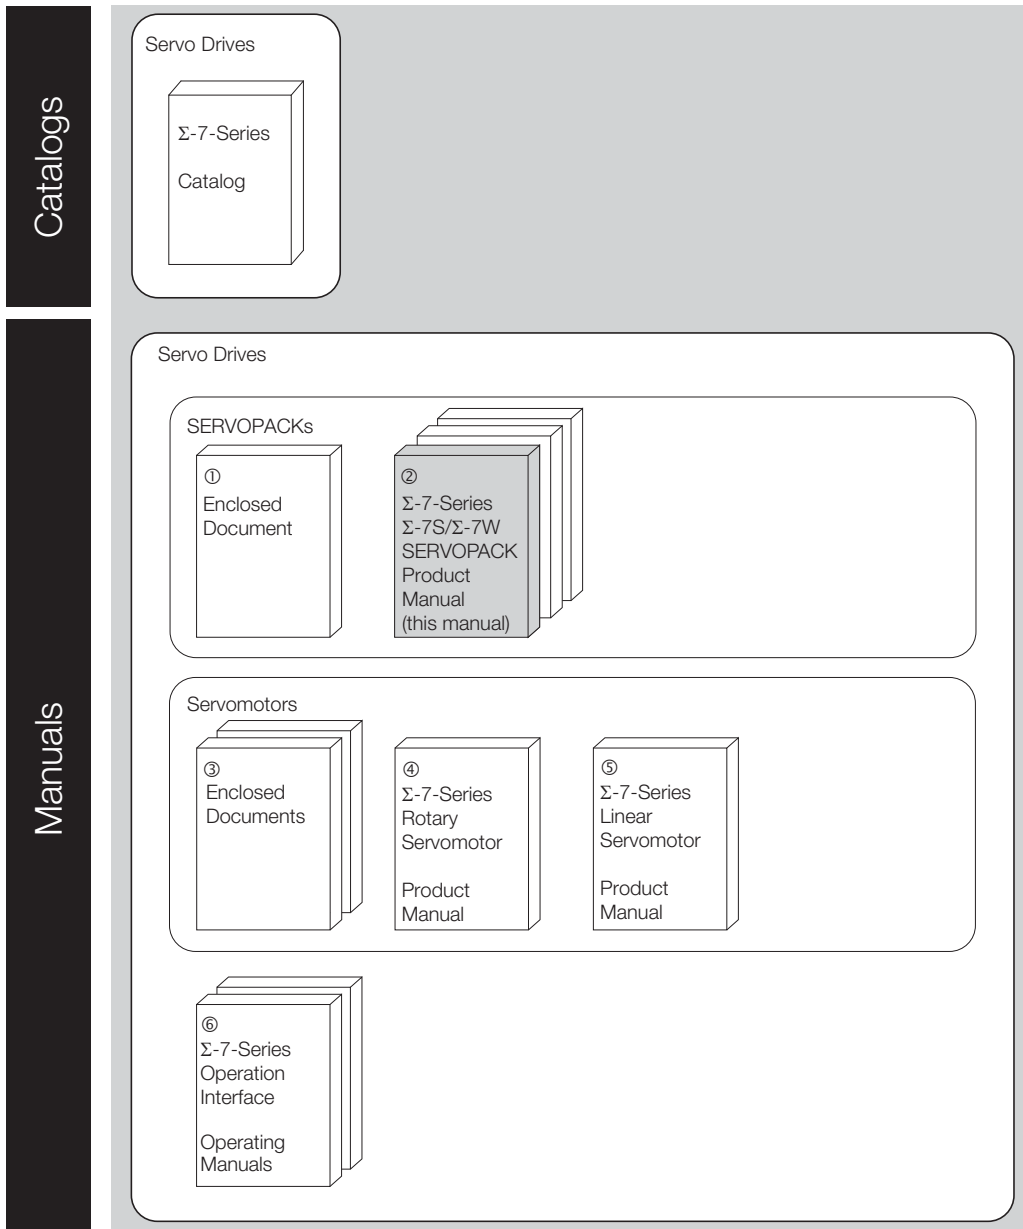 Catalogs
Servo Drives
Σ-7-Series
Catalog
Manuals
Servo Drives
SERVOPACKs
①
Enclosed
Document
②
Σ-7-Series
Σ-7S/Σ-7W
SERVOPACK
Product
Manual
(this manual)
Servomotors
③
Enclosed
Documents
④
Σ-7-Series
Rotary
Servomotor
Product
Manual
⑤
Σ-7-Series
Linear
Servomotor
Product
Manual
⑥
Σ-7-Series
Operation
Interface
Operating
Manuals